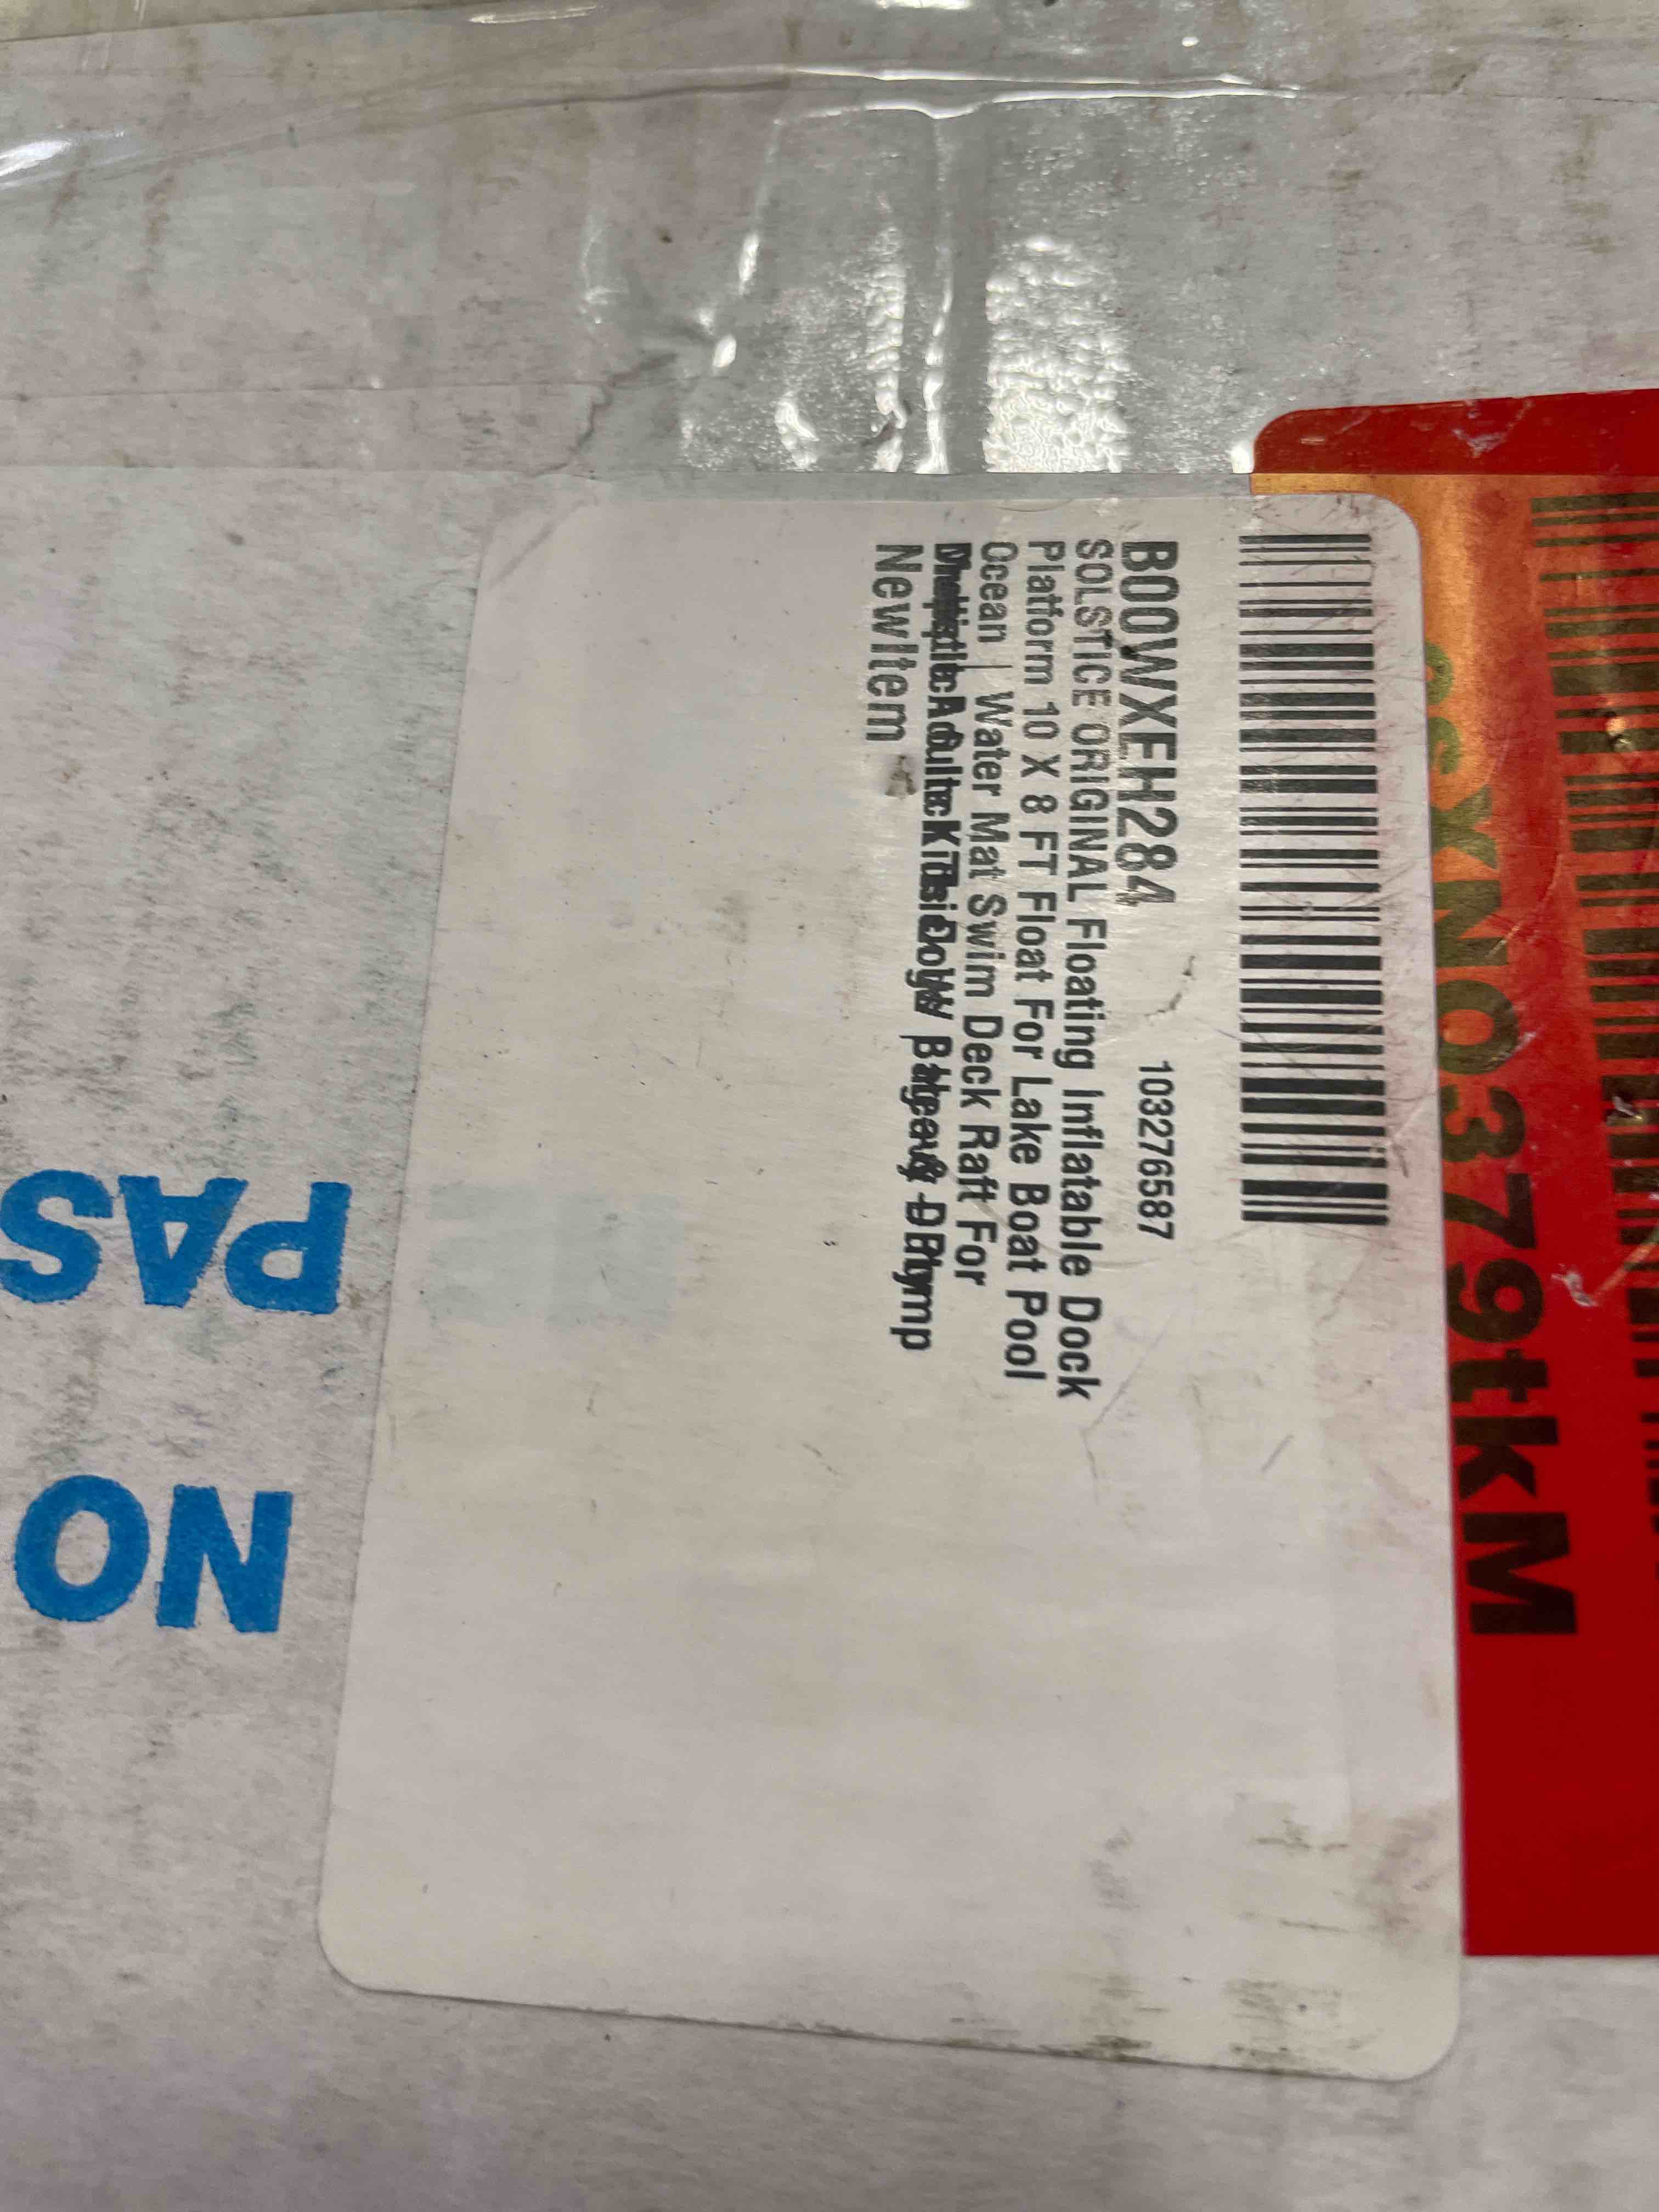 csXNO379tkM
B00WXEH284 103276587
SOLSTICE ORIGINAL Floating Inflatable Dock
Platform 10 X 8 FT Float For Lake Boat Pool
Ocean | Water Mat Swim Deck Raft For
NewItem
NO
PAS